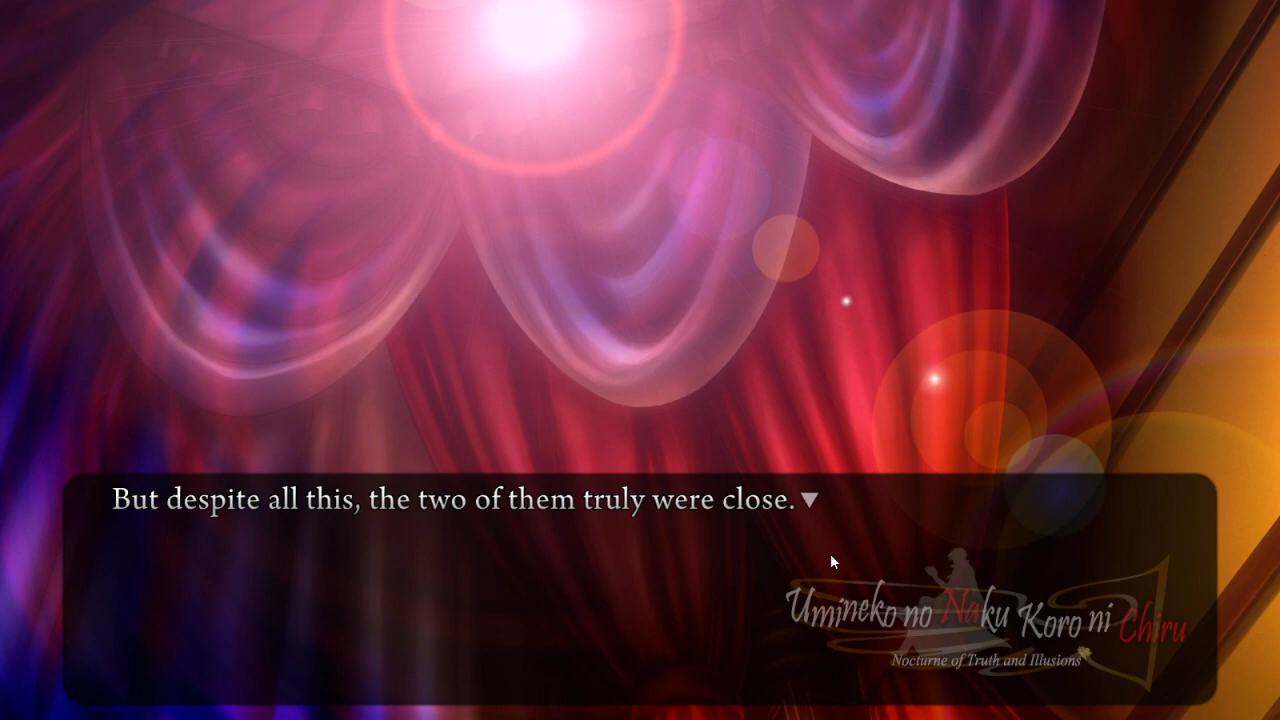 But despite all this, the two of them truly were close.
Umineko no Naku Koro ni Chiru
Nocturne of Truth and Illusions